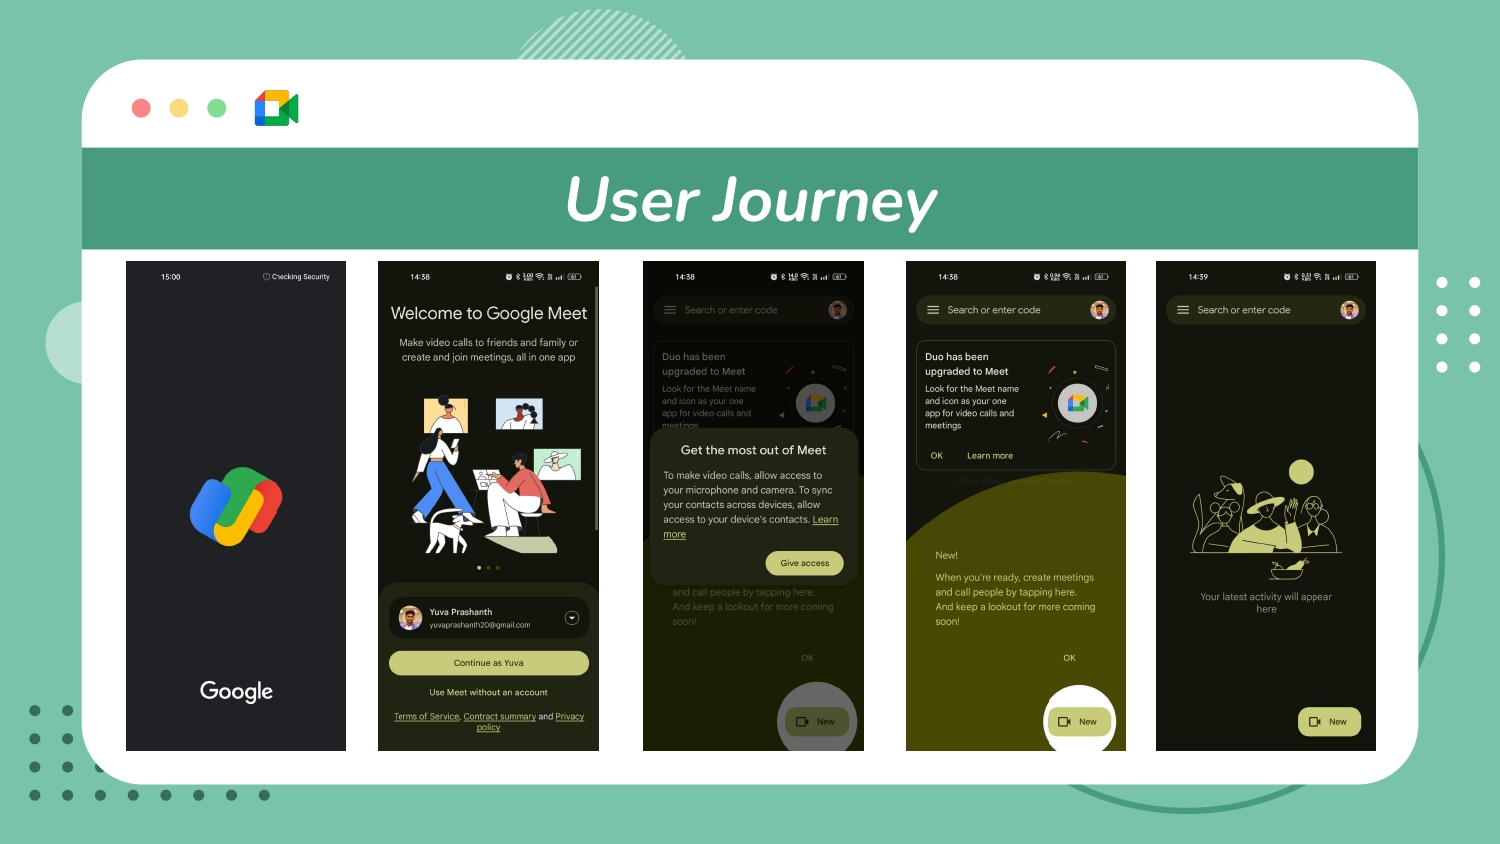 User Journey
15:00
Checking Security
Google
14:38
Welcome to Google Meet
Make video calls to friends and family or
create and join meetings, all in one app
Yuva Prashanth
yuvaprashanth20@gmail.com
Continue as Yuva
Use Meet without an account
Terms of Service, Contract summary and Privacy
policy
14:38
Search or enter code
Duo has been
upgraded to Meet
Look for the Meet name
and icon as your one
app for video calls and
meetings
Get the most out of Meet
To make video calls, allow access to
your microphone and camera. To sync
your contacts across devices, allow
access to your device's contacts. Learn
more
Give access
and call people by tapping here.
And keep a lookout for more coming
soon!
OK
New
14:38
Search or enter code
Duo has been
upgraded to Meet
Look for the Meet name
and icon as your one
app for video calls and
meetings
OK
Learn more
New!
When you're ready, create meetings
and call people by tapping here.
And keep a lookout for more coming
soon!
OK
New
14:39
Search or enter code
Your latest activity will appear
here
New